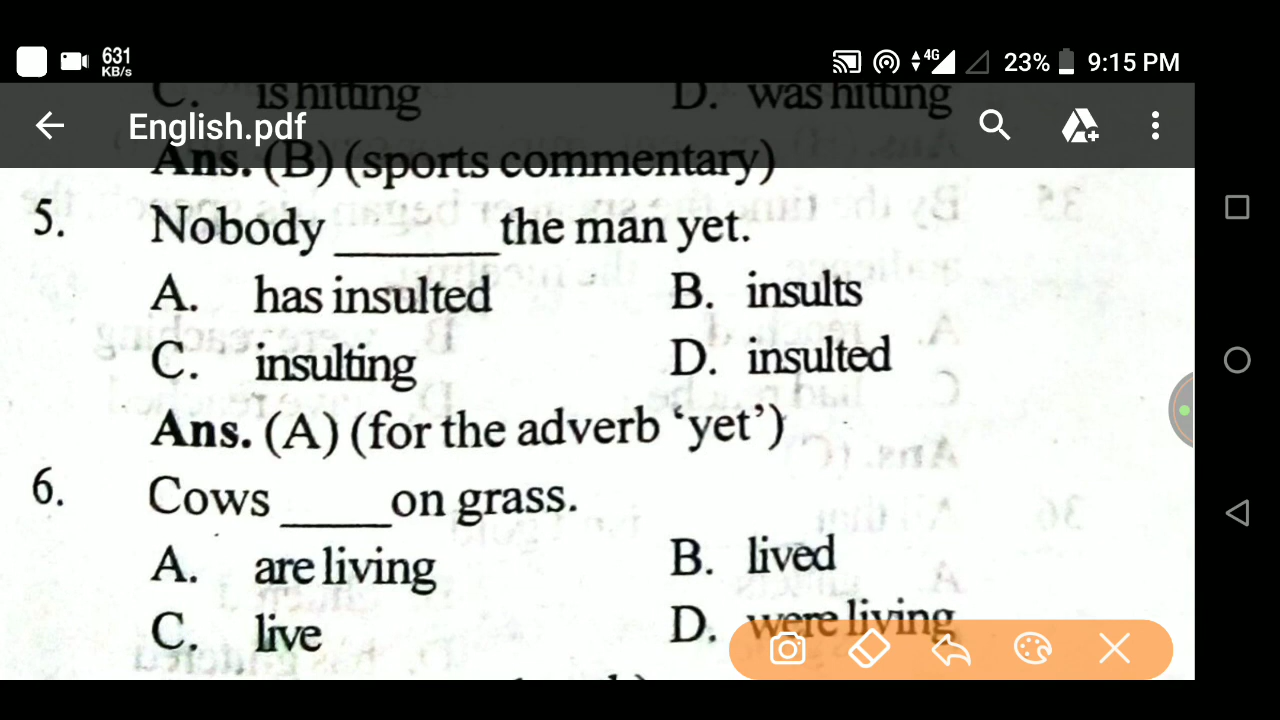 631
KB/s
4G
23%
9:15 PM
C. is hitting D. was hitting
English.pdf
Ans. (B) (sports commentary)
5. Nobody ______ the man yet.
A. has insulted B. insults
C. insulting D. insulted
Ans. (A) (for the adverb ‘yet’)
6. Cows ____ on grass.
A. are living B. lived
C. live D. were living